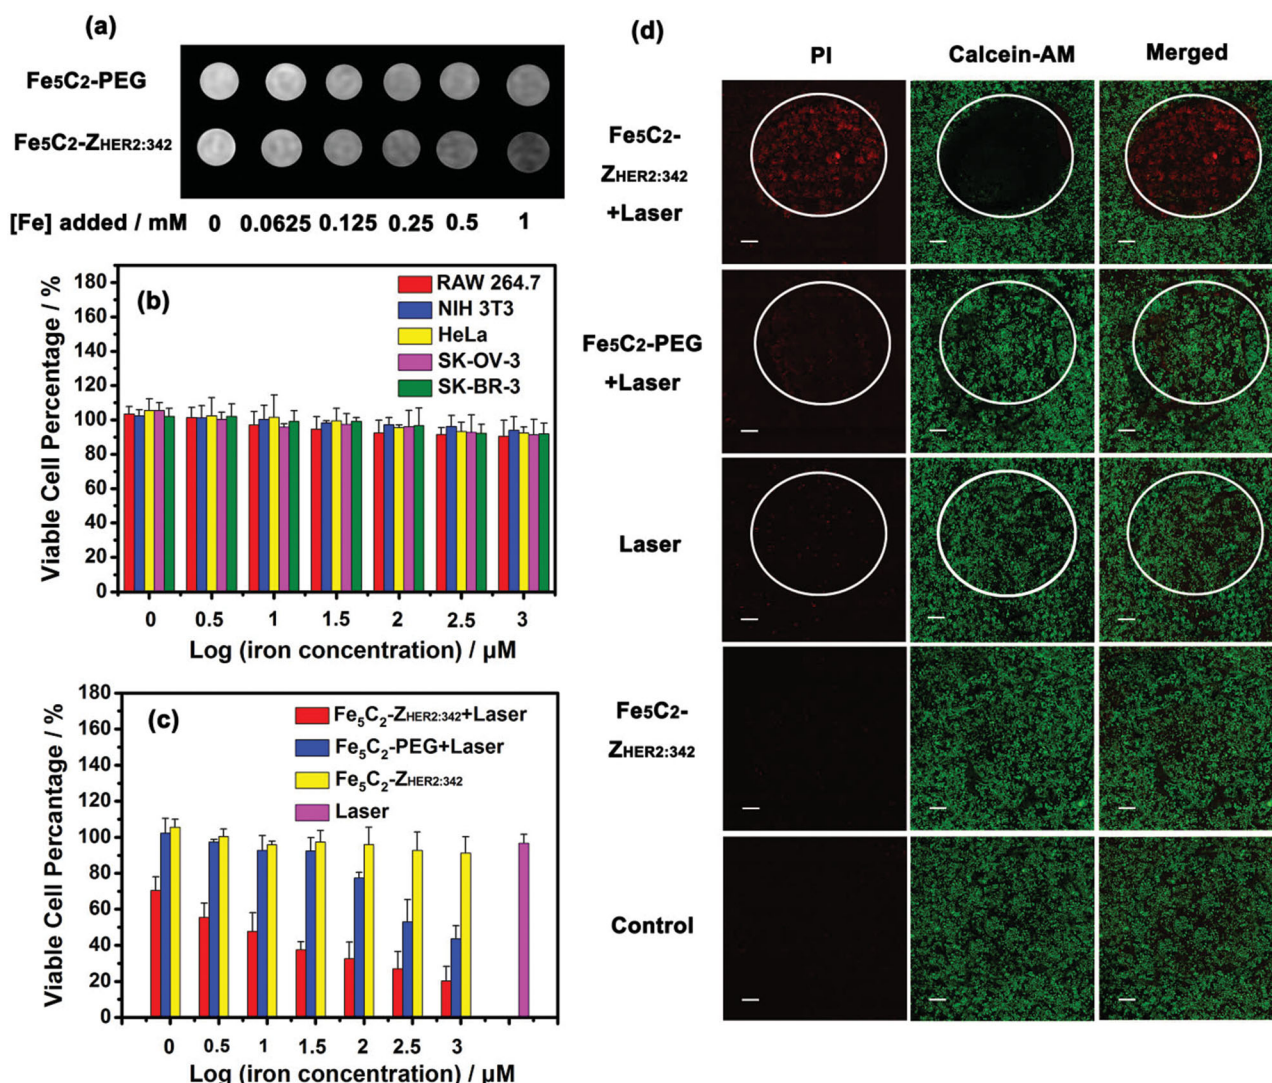 (a)
Fe5C2-PEG
Fe5C2-ZHER2:342
[Fe] added / mM 0 0.0625 0.125 0.25 0.5 1
(b)
Viable Cell Percentage / %
180
160
140
120
100
80
60
40
20
0
RAW 264.7
NIH 3T3
HeLa
SK-OV-3
SK-BR-3
0 0.5 1 1.5 2 2.5 3
Log (iron concentration) / μM
(c)
Viable Cell Percantage / %
180
160
140
120
100
80
60
40
20
0
Fe5C2-ZHER2:342+Laser
Fe5C2-PEG+Laser
Fe5C2-ZHER2:342
Laser
0 0.5 1 1.5 2 2.5 3
Log (iron concentration) / μM
(d)
PI Calcein-AM Merged
Fe5C2-
ZHER2:342
+Laser
Fe5C2-PEG
+Laser
Laser
Fe5C2-
ZHER2:342
Control